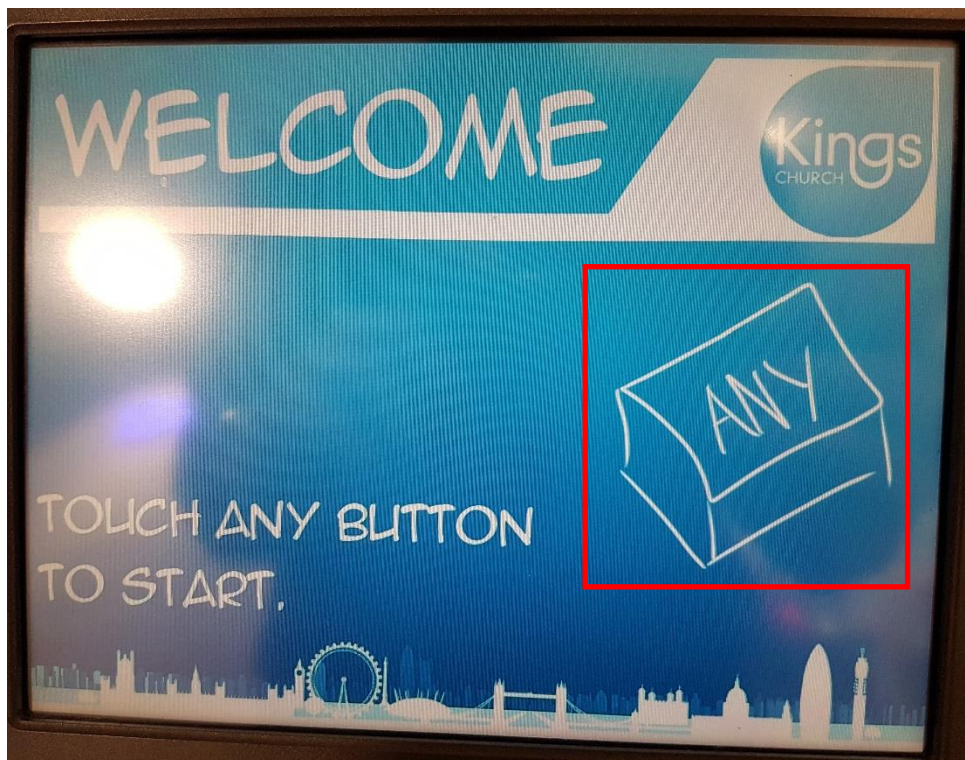 WELCOME
Kings
CHURCH
ANY
TOUCH ANY BUTTON
TO START.